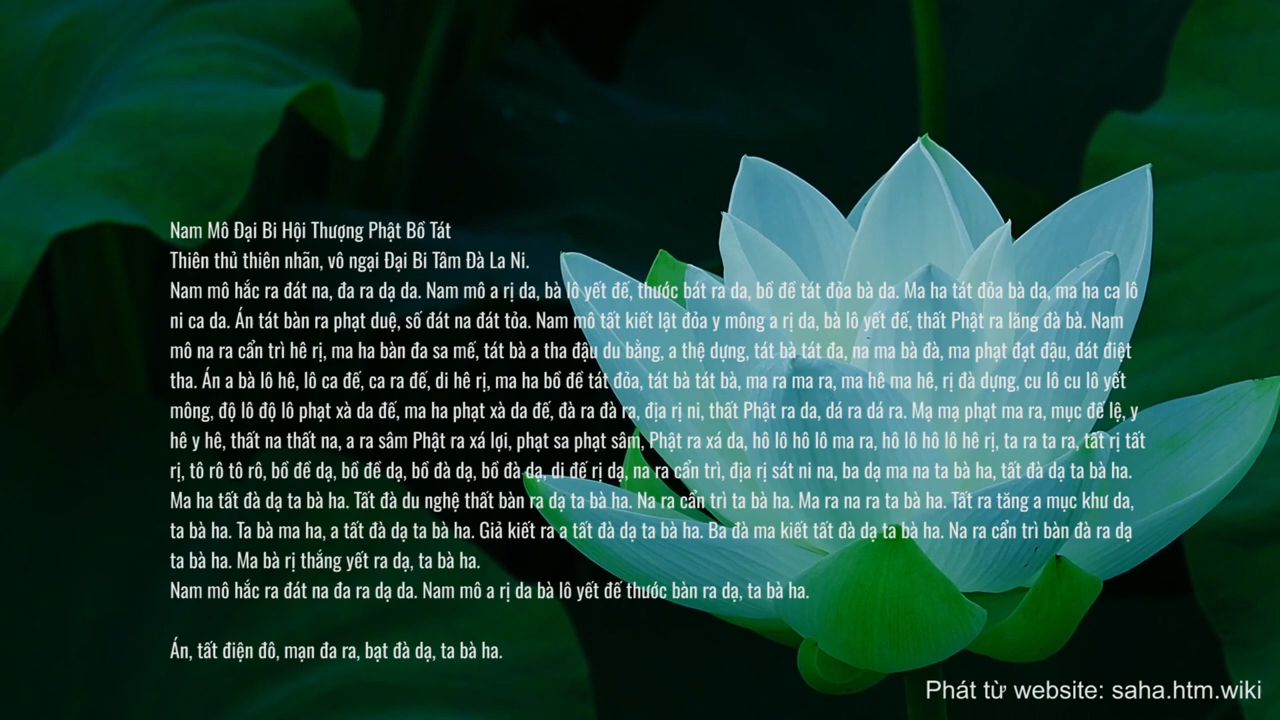 Nam Mô Đại Bi Hội Thượng Phật Bồ Tát
Thiên thủ thiên nhãn, vô ngại Đại Bi Tâm Đà La Ni.
Nam mô hắc ra đát na, đa ra dạ da. Nam mô a rị da, bà lô yết đế, thước bát ra da, bồ đề tát đỏa bà da. Ma ha tát đỏa bà da, ma ha ca lô
ni ca da. Án tát bàn ra phạt duệ, số đát na đát tỏa. Nam mô tất kiết lật đỏa y mông a rị da, bà lô yết đế, thất Phật ra lăng đà bà. Nam
mô na ra cẩn trì hê rị, ma ha bàn đa sa mế, tát bà a tha đậu du bằng, a thệ dựng, tát bà tát đa, na ma bà đà, ma phạt đạt đậu, đát điệt
tha. Án a bà lô hê, lô ca đế, ca ra đế, di hê rị, ma ha bồ đề tát đỏa, tát bà tát bà, ma ra ma ra, ma hê ma hê, rị đà dựng, cu lô cu lô yết
mông, độ lô độ lô phạt xà da đế, ma ha phạt xà da đế, đà ra đà ra, địa rị ni, thất Phật ra da, dá ra dá ra. Mạ mạ phạt ma ra, mục đế lệ, y
hê y hê, thất na thất na, a ra sâm Phật ra xá lợi, phạt sa phạt sâm, Phật ra xá da, hô lô hô lô ma ra, hô lô hô lô hê rị, ta ra ta ra, tất rị tất
rị, tô rô tô rô, bồ đề dạ, bồ đề dạ, bồ đà dạ, bồ đà dạ, di đế rị dạ, na ra cẩn trì, địa rị sát ni na, ba dạ ma na ta bà ha, tất đà dạ ta bà ha.
Ma ha tất đà dạ ta bà ha. Tất đà du nghệ thất bàn ra dạ ta bà ha. Na ra cẩn trì ta bà ha. Ma ra na ra ta bà ha. Tất ra tăng a mục khư da,
ta bà ha. Ta bà ma ha, a tất đà dạ ta bà ha. Giả kiết ra a tất đà dạ ta bà ha. Ba đà ma kiết tất đà dạ ta bà ha. Na ra cẩn trì bàn đà ra dạ
ta bà ha. Ma bà rị thắng yết ra dạ, ta bà ha.
Nam mô hắc ra đát na đa ra dạ da. Nam mô a rị da bà lô yết đế thước bàn ra dạ, ta bà ha.
Án, tất điện đô, mạn đa ra, bạt đà dạ, ta bà ha.
Phát từ website: saha.htm.wiki